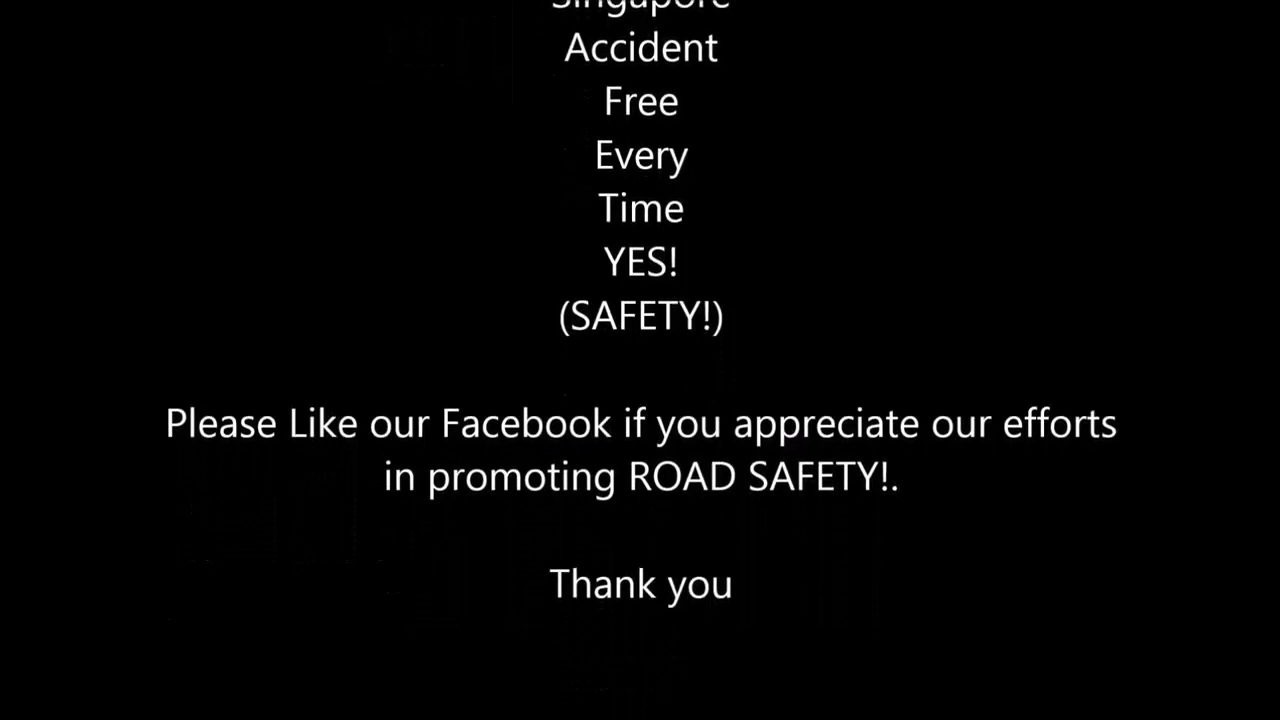 Singapore
Accident
Free
Every
Time
YES!
(SAFETY!)
Please Like our Facebook if you appreciate our efforts
in promoting ROAD SAFETY!.
Thank you